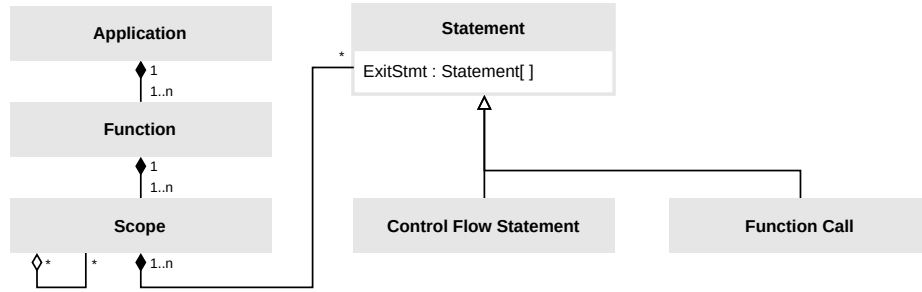 Application
1
1..n
Function
1
1..n
Scope
* *
1..n
*
Statement
ExitStmt : Statement[ ]
Control Flow Statement
Function Call